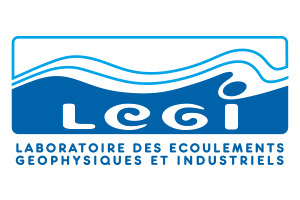 LEGI
LABORATOIRE DES ECOULEMENTS
GEOPHYSIQUES ET INDUSTRIELS